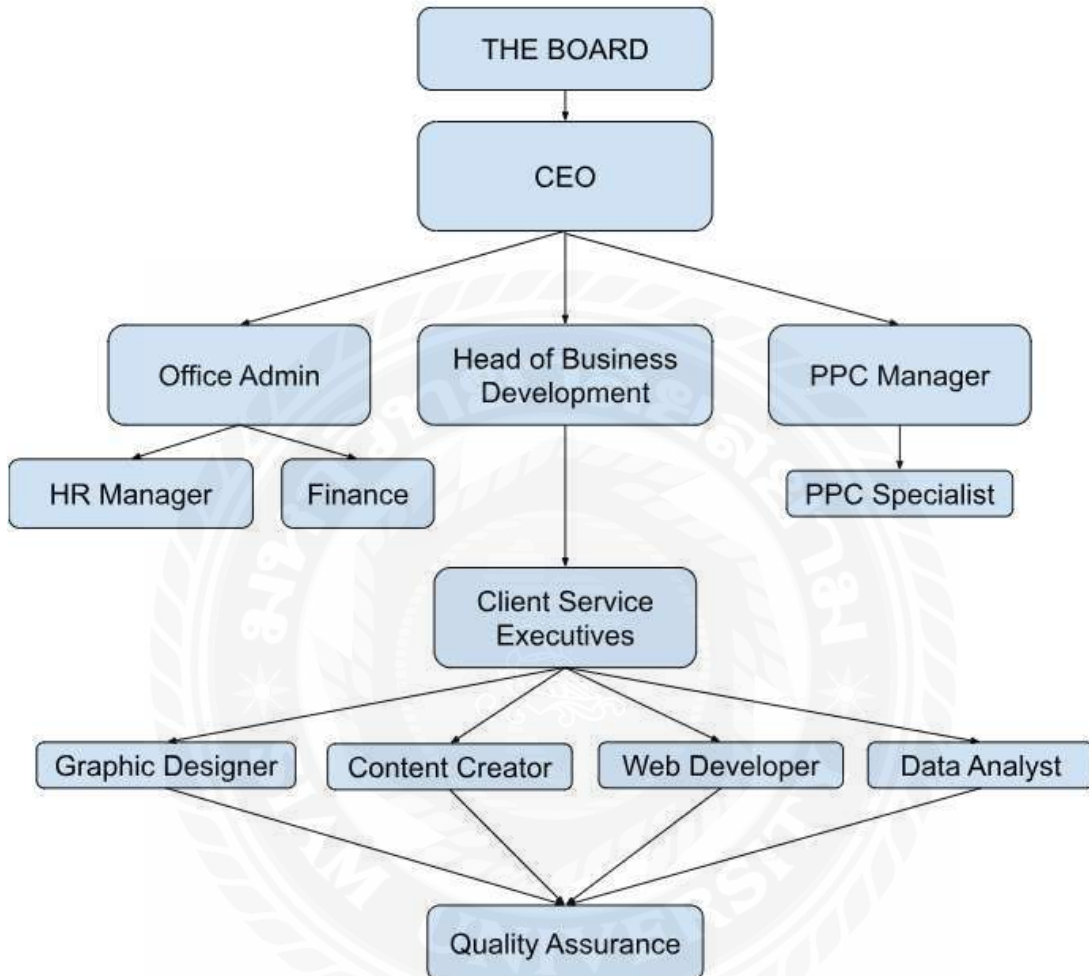 THE BOARD
CEO
Office Admin
Head of Business
Development
PPC Manager
HR Manager
Finance
PPC Specialist
Client Service
Executives
Graphic Designer
Content Creator
Web Developer
Data Analyst
Quality Assurance